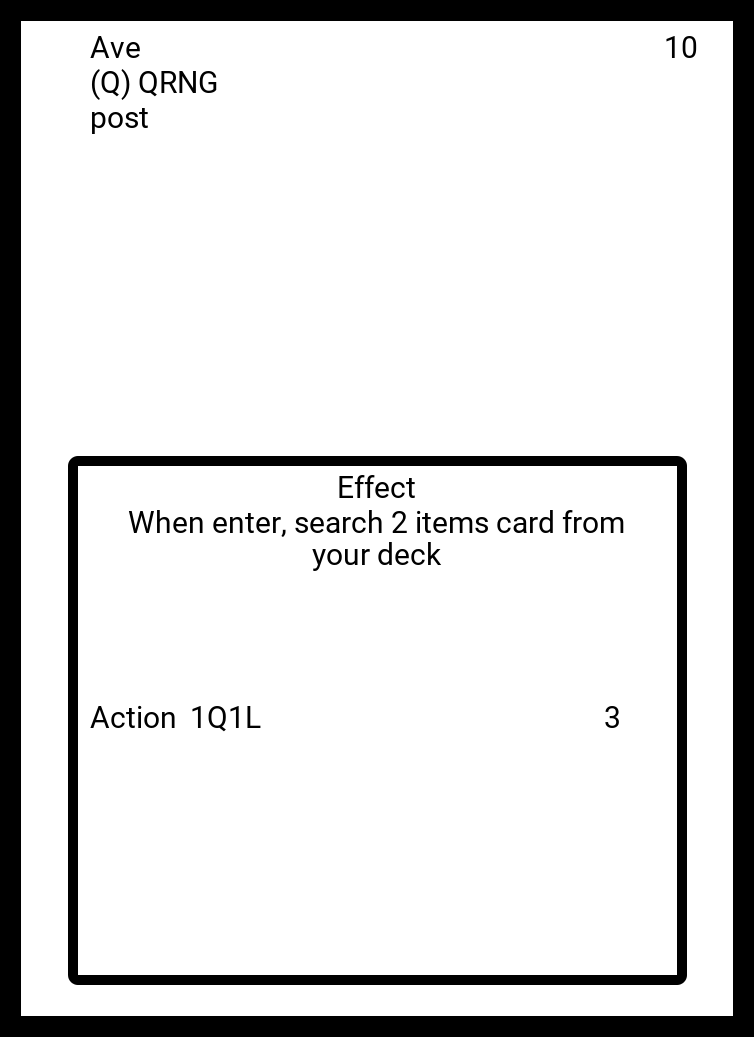 Ave 10
(Q) QRNG
post
Effect
When enter, search 2 items card from
your deck
Action 1Q1L 3